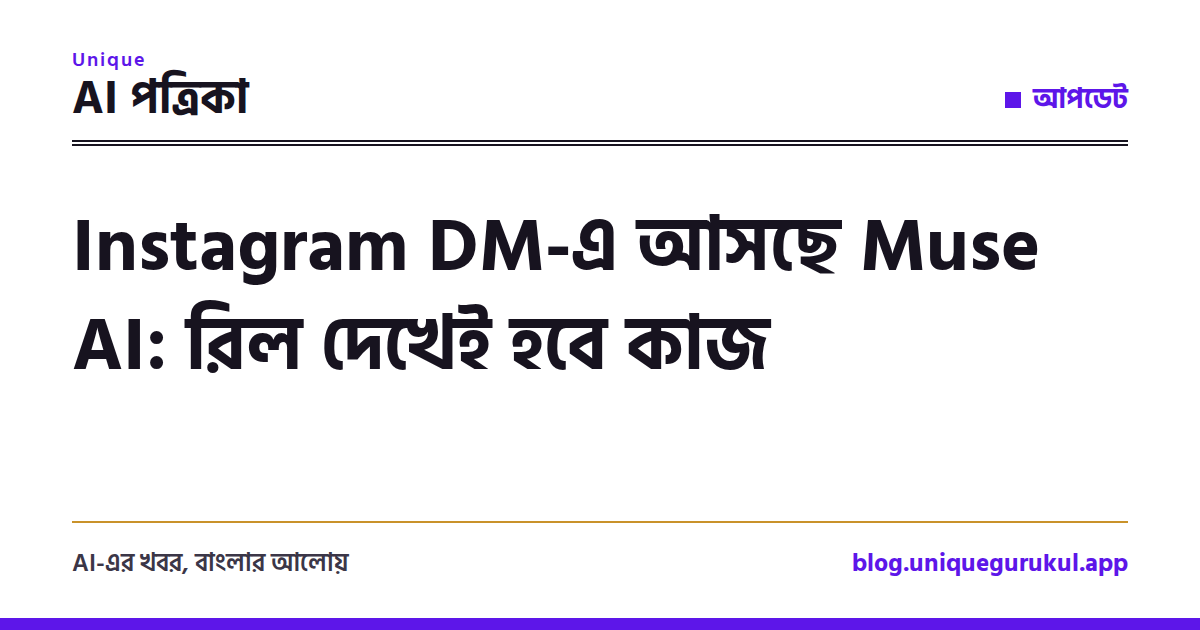 Unique
AI পত্রিকা
আপডেট
Instagram DM-এ আসছে Muse
AI: রিল দেখেই হবে কাজ
AI-এর খবর, বাংলার আলোয়
blog.uniquegurukul.app